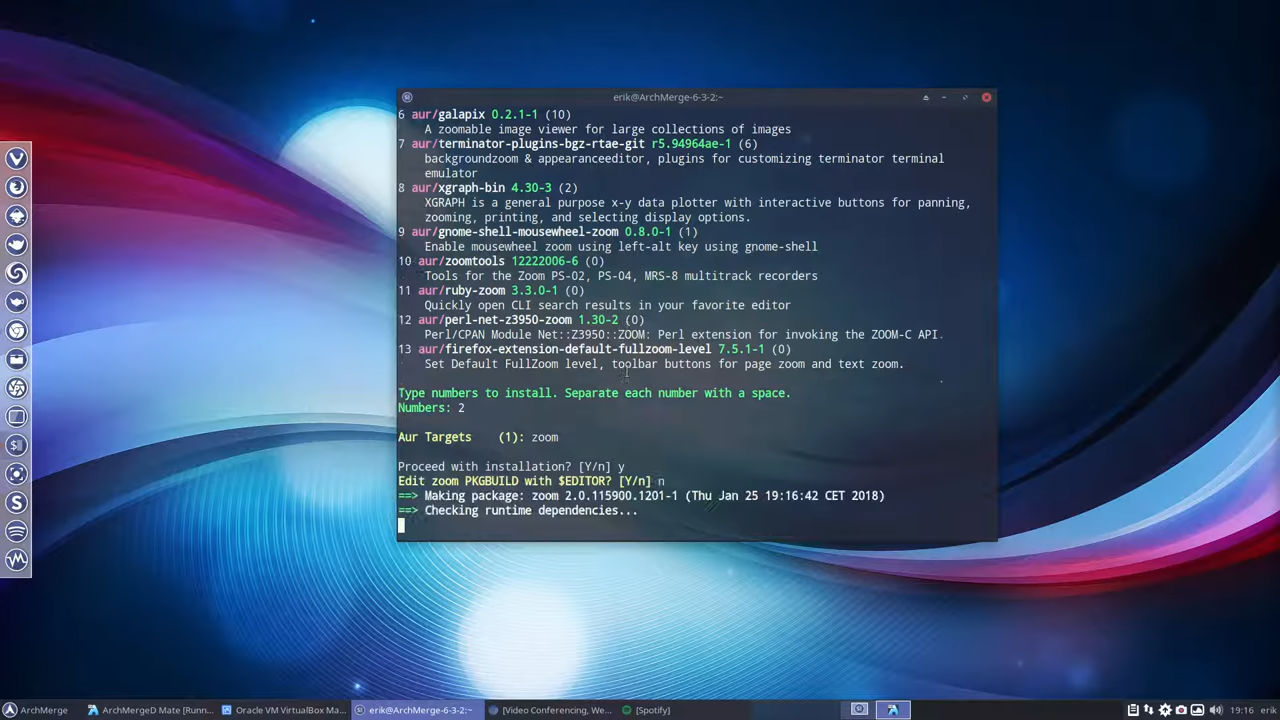 erik@ArchMerge-6-3-2:~
6 aur/galapix 0.2.1-1 (10)
A zoomable image viewer for large collections of images
7 aur/terminator-plugins-bgz-rtae-git r5.94964ae-1 (6)
backgroundzoom & appearanceeditor, plugins for customizing terminator terminal
emulator
8 aur/xgraph-bin 4.30-3 (2)
XGRAPH is a general purpose x-y data plotter with interactive buttons for panning,
zooming, printing, and selecting display options.
9 aur/gnome-shell-mousewheel-zoom 0.8.0-1 (1)
Enable mousewheel zoom using left-alt key using gnome-shell
10 aur/zoomtools 12222006-6 (0)
Tools for the Zoom PS-02, PS-04, MRS-8 multitrack recorders
11 aur/ruby-zoom 3.3.0-1 (0)
Quickly open CLI search results in your favorite editor
12 aur/perl-net-z3950-zoom 1.30-2 (0)
Perl/CPAN Module Net::Z3950::ZOOM: Perl extension for invoking the ZOOM-C API.
13 aur/firefox-extension-default-fullzoom-level 7.5.1-1 (0)
Set Default FullZoom level, toolbar buttons for page zoom and text zoom.
Type numbers to install. Separate each number with a space.
Numbers: 2
Aur Targets (1): zoom
Proceed with installation? [Y/n] y
Edit zoom PKGBUILD with $EDITOR? [Y/n] n
==> Making package: zoom 2.0.115900.1201-1 (Thu Jan 25 19:16:42 CET 2018)
==> Checking runtime dependencies...
ArchMerge ArchMergeD Mate [Runn... Oracle VM VirtualBox Ma... erik@ArchMerge-6-3-2:~ [Video Conferencing, We... [Spotify] 19:16 erik